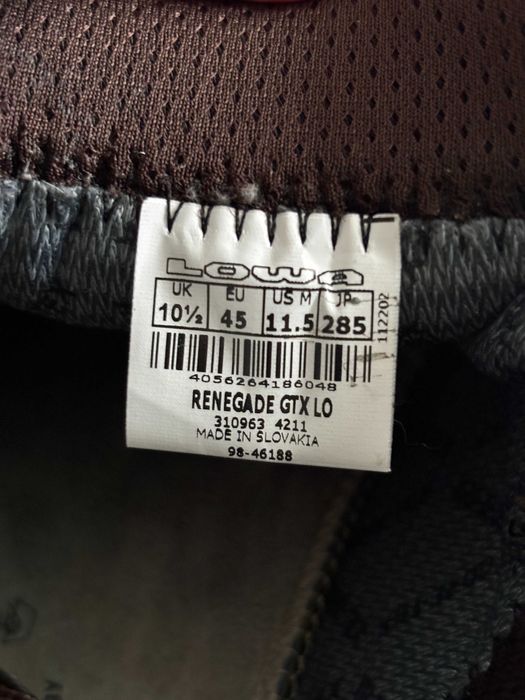 LOWA
UK EU US M JP
10½ 45 11.5 285
112202
4056264186048
RENEGADE GTX LO
310963 4211
MADE IN SLOVAKIA
98-46188